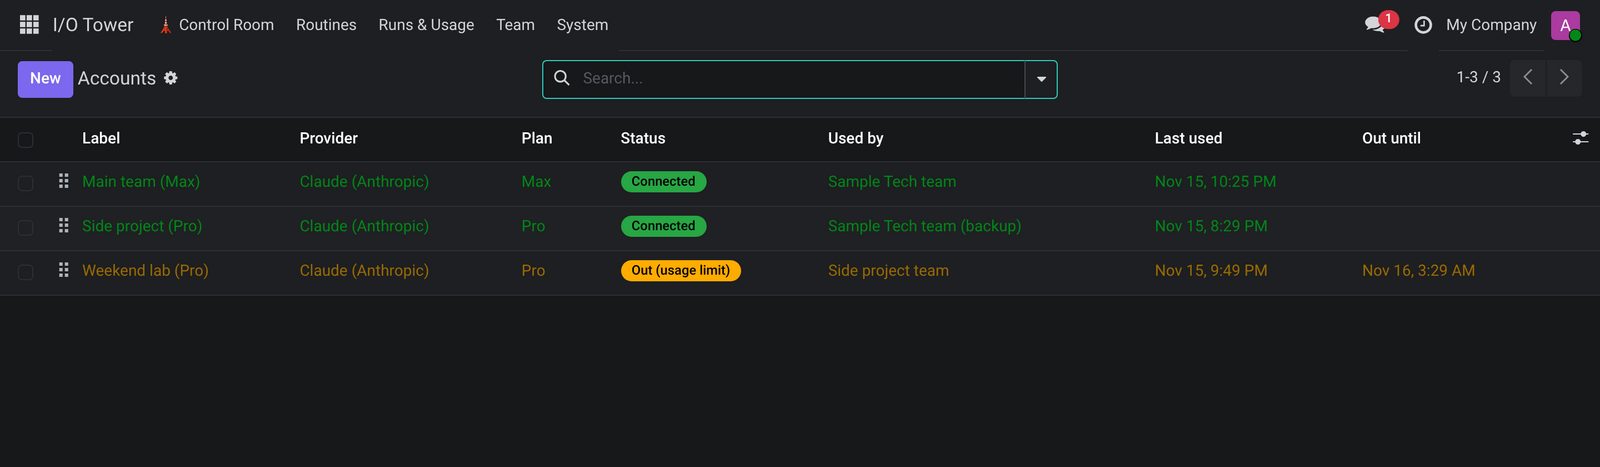 I/O Tower Control Room Routines Runs & Usage Team System 1 My Company A
New Accounts Search... 1-3 / 3
Label Provider Plan Status Used by Last used Out until
Main team (Max) Claude (Anthropic) Max Connected Sample Tech team Nov 15, 10:25 PM
Side project (Pro) Claude (Anthropic) Pro Connected Sample Tech team (backup) Nov 15, 8:29 PM
Weekend lab (Pro) Claude (Anthropic) Pro Out (usage limit) Side project team Nov 15, 9:49 PM Nov 16, 3:29 AM